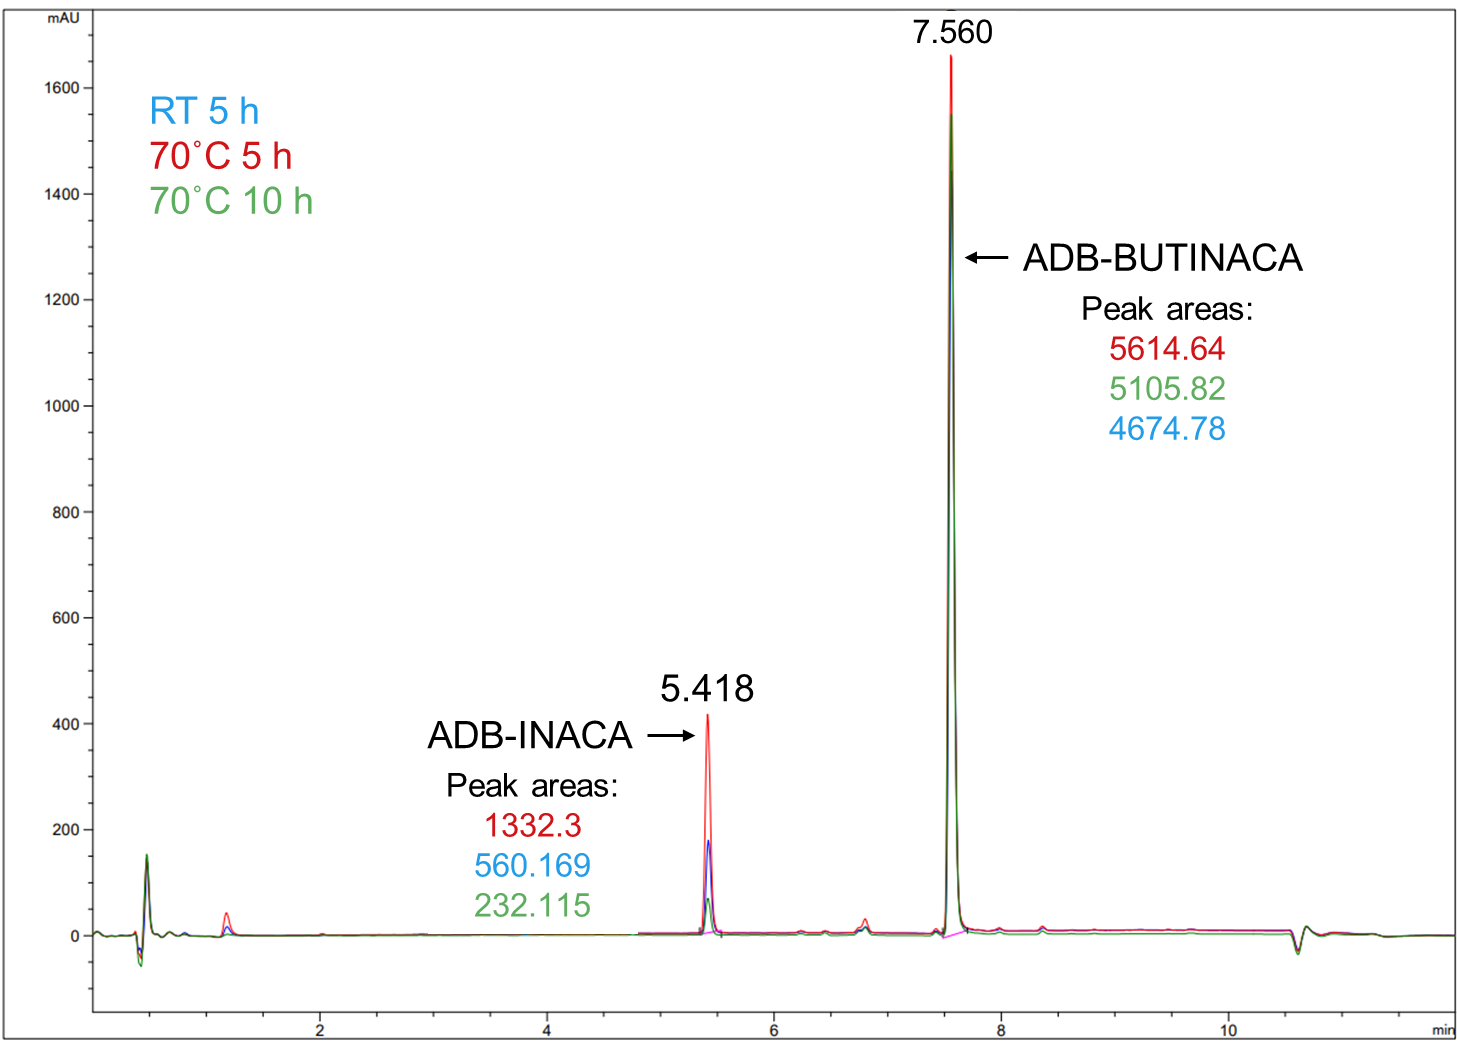 mAU
7.560
1600
RT 5 h
70°C 5 h
1400
70°C 10 h
ADB-BUTINACA
1200
Peak areas:
5614.64
5105.82
1000
4674.78
800
600
5.418
ADB-INACA
400
Peak areas:
1332.3
200
560.169
232.115
0
2
4
6
8
10
min